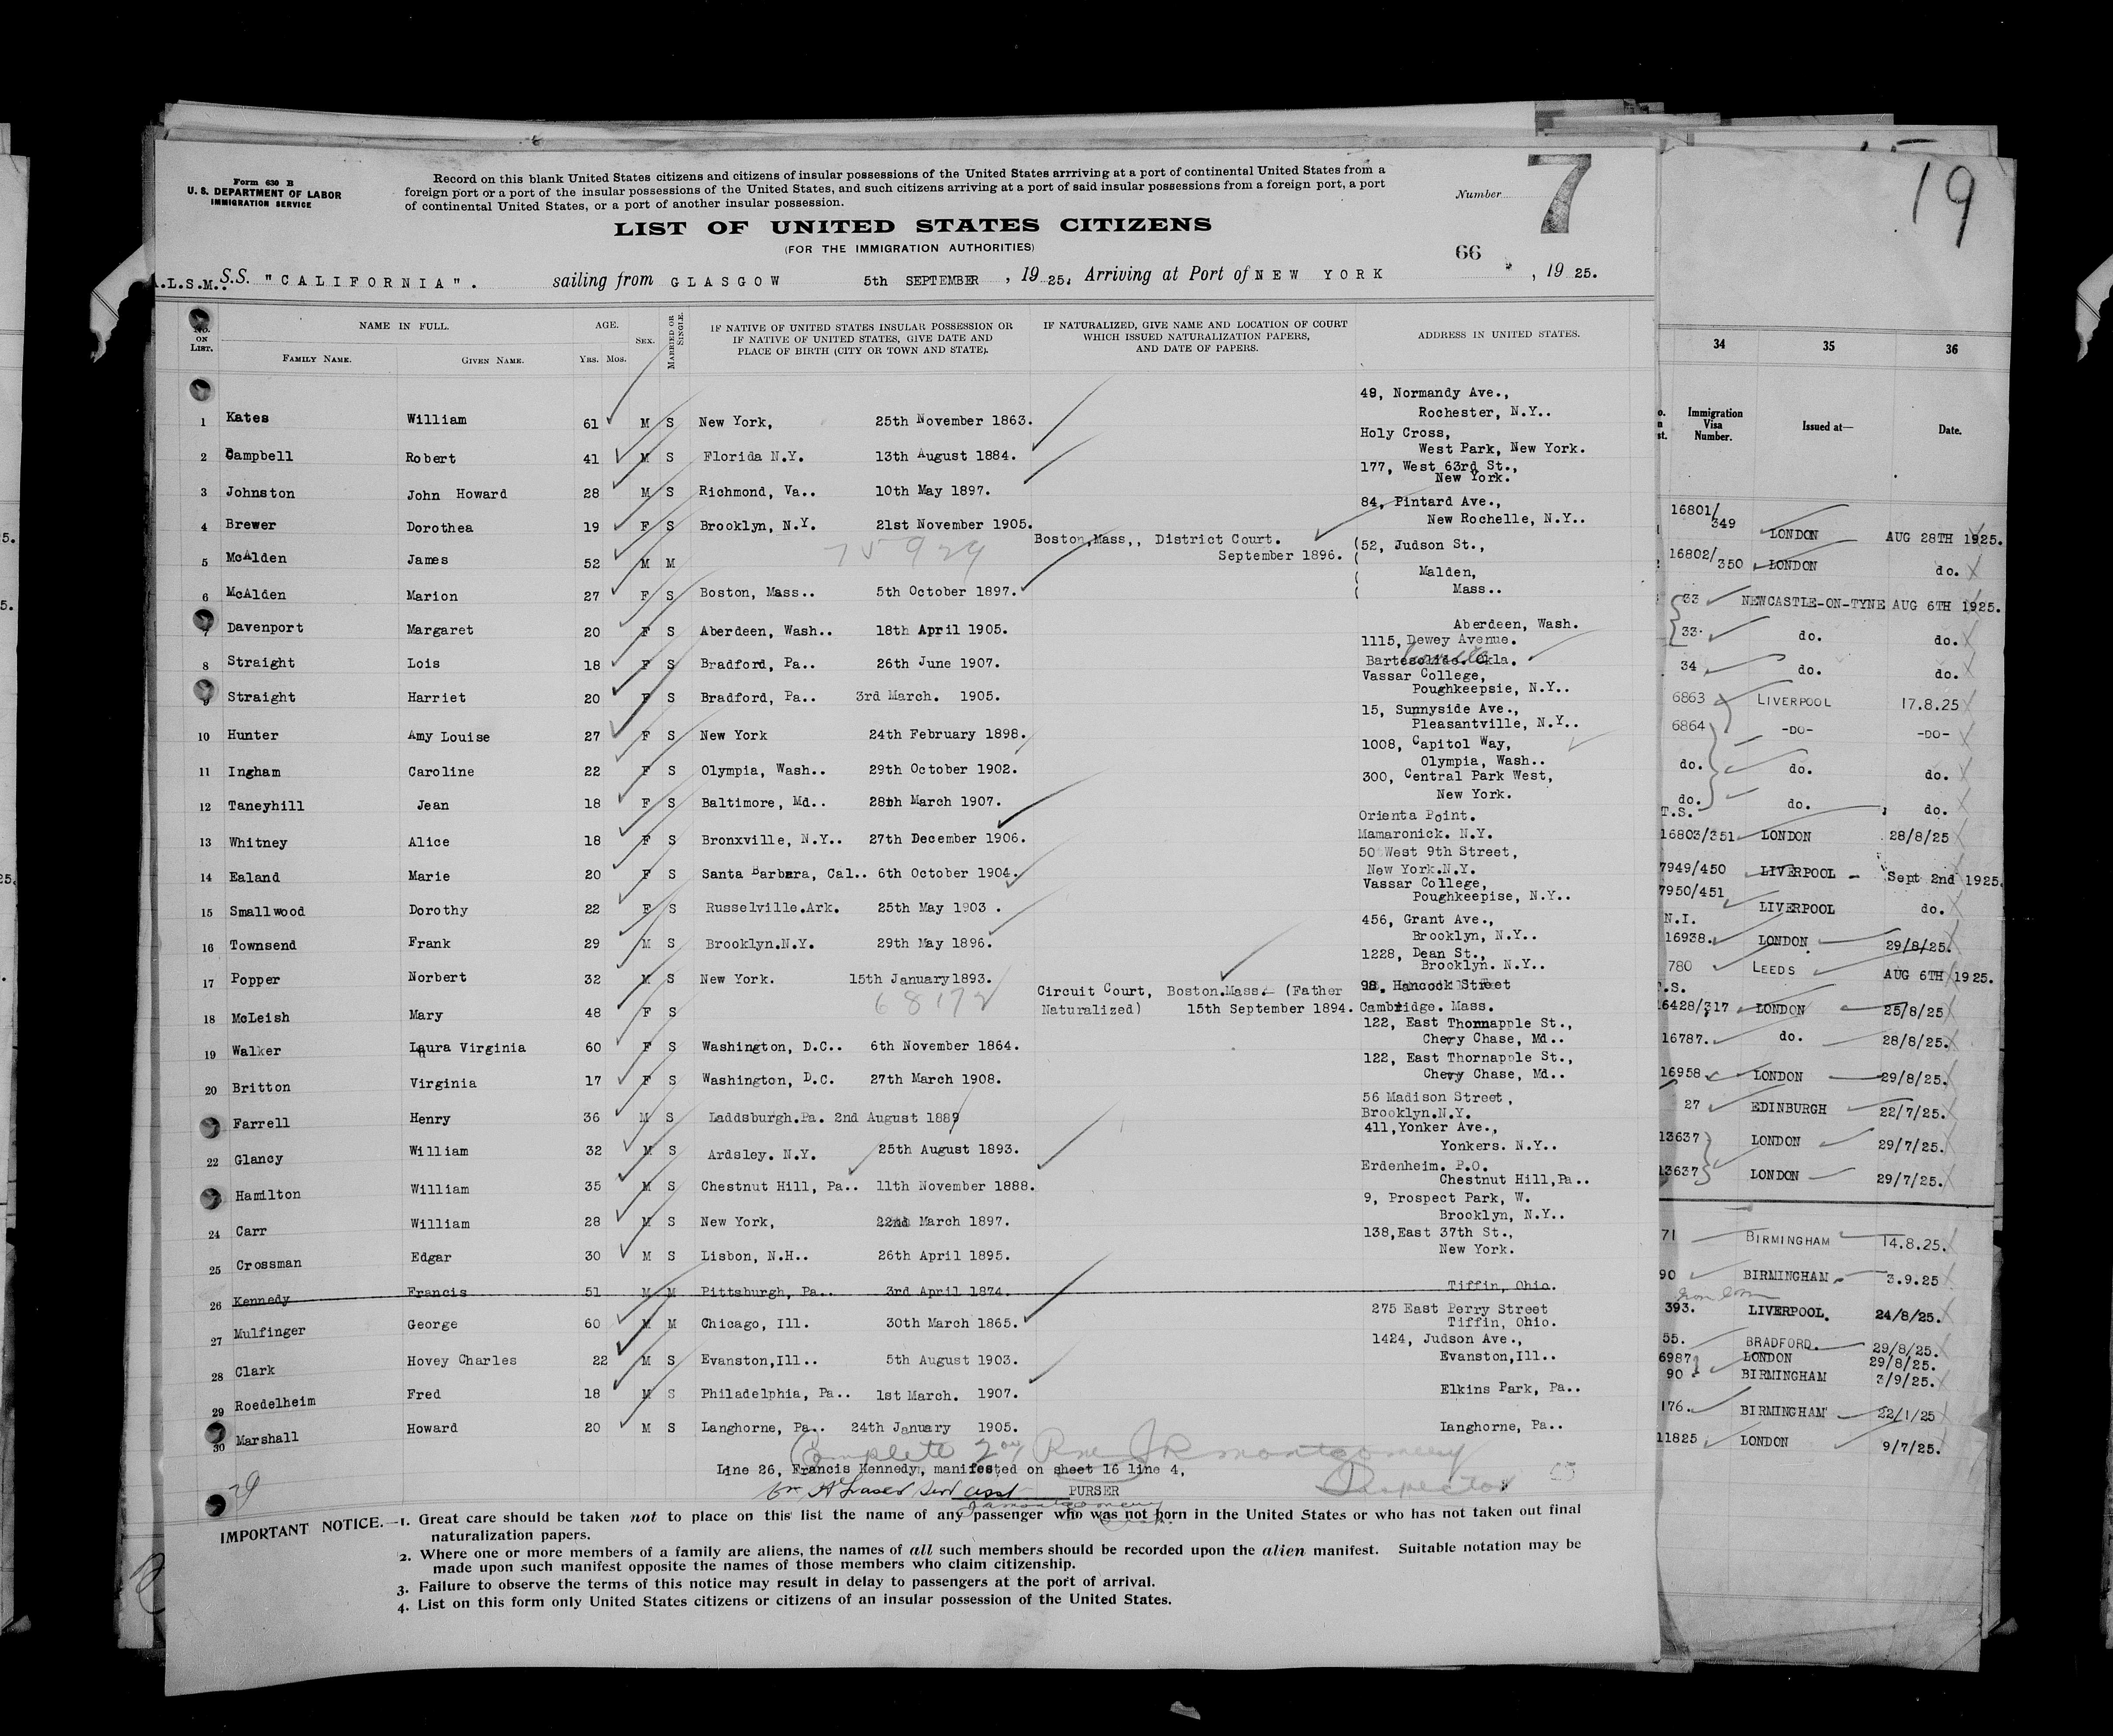 Form 630 B
U. S. DEPARTMENT OF LABOR
IMMIGRATION SERVICE
Record on this blank United States citizens and citizens of insular possessions of the United States arrriving at a port of continental United States from a
foreign port or a port of the insular possessions of the United States, and such citizens arriving at a port of said insular possessions from a foreign port, a port
of continental United States, or a port of another insular possession.
Number 7
LIST OF UNITED STATES CITIZENS
(FOR THE IMMIGRATION AUTHORITIES)
66
S.S. "CALIFORNIA". sailing from GLASGOW 5th SEPTEMBER, 1925. Arriving at Port of NEW YORK, 1925.
No. ON LIST. NAME IN FULL. FAMILY NAME. GIVEN NAME. AGE. Yrs. Mos. SEX. MARRIED OR SINGLE. IF NATIVE OF UNITED STATES INSULAR POSSESSION OR IF NATIVE OF UNITED STATES, GIVE DATE AND PLACE OF BIRTH (CITY OR TOWN AND STATE). IF NATURALIZED, GIVE NAME AND LOCATION OF COURT WHICH ISSUED NATURALIZATION PAPERS, AND DATE OF PAPERS. ADDRESS IN UNITED STATES.
1 Kates William 61 M S New York, 25th November 1863. 49, Normandy Ave., Rochester, N.Y..
2 Campbell Robert 41 M S Florida N.Y. 13th August 1884. Holy Cross, West Park, New York.
3 Johnston John Howard 28 M S Richmond, Va.. 10th May 1897. 177, West 63rd St., New York.
4 Brewer Dorothea 19 F S Brooklyn, N.Y. 21st November 1905. 84, Pintard Ave., New Rochelle, N.Y..
5 McAlden James 52 M M 75929 Boston,Mass,, District Court. September 1896. (52, Judson St.,
Malden,
6 McAlden Marion 27 F S Boston, Mass.. 5th October 1897. Mass..
7 Davenport Margaret 20 F S Aberdeen, Wash.. 18th April 1905. Aberdeen, Wash.
8 Straight Lois 18 F S Bradford, Pa.. 26th June 1907. 1115, Dewey Avenue. Okla.
9 Straight Harriet 20 F S Bradford, Pa.. 3rd March. 1905. Vassar College, Poughkeepsie, N.Y..
10 Hunter Amy Louise 27 F S New York 24th February 1898. 15, Sunnyside Ave., Pleasantville, N.Y..
11 Ingham Caroline 22 F S Olympia, Wash.. 29th October 1902. 1008, Capitol Way, Olympia, Wash..
12 Taneyhill Jean 18 F S Baltimore, Md.. 28th March 1907. 300, Central Park West, New York.
13 Whitney Alice 18 F S Bronxville, N.Y.. 27th December 1906. Orienta Point. Mamaronick. N.Y.
14 Ealand Marie 20 F S Santa Barbara, Cal.. 6th October 1904. 50 West 9th Street, New York.N.Y.
15 Smallwood Dorothy 22 F S Russelville.Ark. 25th May 1903 . Vassar College, Poughkeepise, N.Y..
16 Townsend Frank 29 M S Brooklyn.N.Y. 29th May 1896. 456, Grant Ave., Brooklyn, N.Y..
17 Popper Norbert 32 M S New York. 15th January1893. 1228, Dean St., Brooklyn. N.Y..
18 McLeish Mary 48 F S 68172 Circuit Court, Boston.Mass.- (Father Naturalized) 15th September 1894. 98. Hancock Street Cambridge. Mass.
19 Walker Laura Virginia 60 F S Washington, D.C.. 6th November 1864. 122, East Thornapple St., Chevy Chase, Md..
20 Britton Virginia 17 F S Washington, D.C. 27th March 1908. 122, East Thornapple St., Chevy Chase, Md..
Farrell Henry 36 M S Laddsburgh.Pa. 2nd August 1889 56 Madison Street, Brooklyn.N.Y.
22 Glancy William 32 M S Ardsley. N.Y. 25th August 1893. 411,Yonker Ave., Yonkers. N.Y..
Hamilton William 35 M S Chestnut Hill, Pa.. 11th November 1888. Erdenheim. P.O. Chestnut Hill,Pa..
24 Carr William 28 M S New York, 22nd March 1897. 9, Prospect Park, W. Brooklyn, N.Y..
25 Crossman Edgar 30 M S Lisbon, N.H.. 26th April 1895. 138,East 37th St., New York.
26 Kennedy Francis 51 M M Pittsburgh, Pa.. 3rd April 1874. Tiffin, Ohio.
27 Mulfinger George 60 M M Chicago, Ill. 30th March 1865. 275 East Perry Street Tiffin, Ohio.
28 Clark Hovey Charles 22 M S Evanston,Ill.. 5th August 1903. 1424, Judson Ave., Evanston,Ill..
29 Roedelheim Fred 18 M S Philadelphia, Pa.. 1st March. 1907. Elkins Park, Pa..
30 Marshall Howard 20 M S Langhorne, Pa.. 24th January 1905. Langhorne, Pa..
Complete Montgomery
Inspector
Line 26, Francis Kennedy, manifested on sheet 16 line 4,
PURSER
29
IMPORTANT NOTICE.—1. Great care should be taken not to place on this list the name of any passenger who was not born in the United States or who has not taken out final
naturalization papers.
2. Where one or more members of a family are aliens, the names of all such members should be recorded upon the alien manifest. Suitable notation may be
made upon such manifest opposite the names of those members who claim citizenship.
3. Failure to observe the terms of this notice may result in delay to passengers at the port of arrival.
4. List on this form only United States citizens or citizens of an insular possession of the United States.
19
34 35 36
Immigration Visa Number. Issued at— Date.
16801/349 LONDON AUG 28TH 1925.
16802/350 LONDON do.
33 NEWCASTLE-ON-TYNE AUG 6TH 1925.
33 do. do.
34 do. do.
6863 LIVERPOOL 17.8.25
6864 -DO- -DO-
do. do. do.
do. do. do.
T.S.
16803/351 LONDON 28/8/25
7949/450 LIVERPOOL - Sept 2nd 1925.
7950/451 LIVERPOOL do.
N.I.
16938. LONDON 29/8/25.
780 LEEDS AUG 6TH 1925.
T.S.
16428/317 LONDON 25/8/25
16787. do. 28/8/25.
16958 LONDON 29/8/25.
27 EDINBURGH 22/7/25.
13637 LONDON 29/7/25.
13637 LONDON 29/7/25.
71 BIRMINGHAM 14.8.25.
90 BIRMINGHAM 3.9.25
393. LIVERPOOL. 24/8/25.
55. BRADFORD. 29/8/25.
6987 LONDON 29/8/25.
90 BIRMINGHAM 3/9/25.
176. BIRMINGHAM 22/1/25
11825 LONDON 9/7/25.